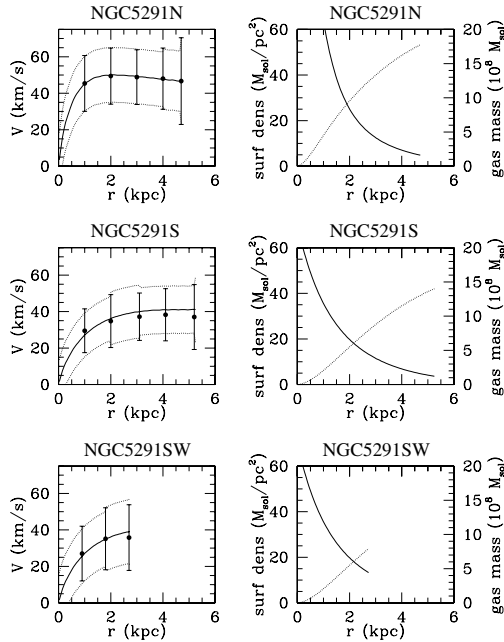 NGC5291N
V (km/s)
80
60
40
20
0
0 2 4 6
r (kpc)
NGC5291N
surf dens (M_sol/pc²)
60
40
20
0
0 2 4 6
r (kpc)
20
15
10
5
0
gas mass (10⁸ M_sol)
NGC5291S
V (km/s)
80
60
40
20
0
0 2 4 6
r (kpc)
NGC5291S
surf dens (M_sol/pc²)
60
40
20
0
0 2 4 6
r (kpc)
20
15
10
5
0
gas mass (10⁸ M_sol)
NGC5291SW
V (km/s)
80
60
40
20
0
0 2 4 6
r (kpc)
NGC5291SW
surf dens (M_sol/pc²)
60
40
20
0
0 2 4 6
r (kpc)
20
15
10
5
0
gas mass (10⁸ M_sol)